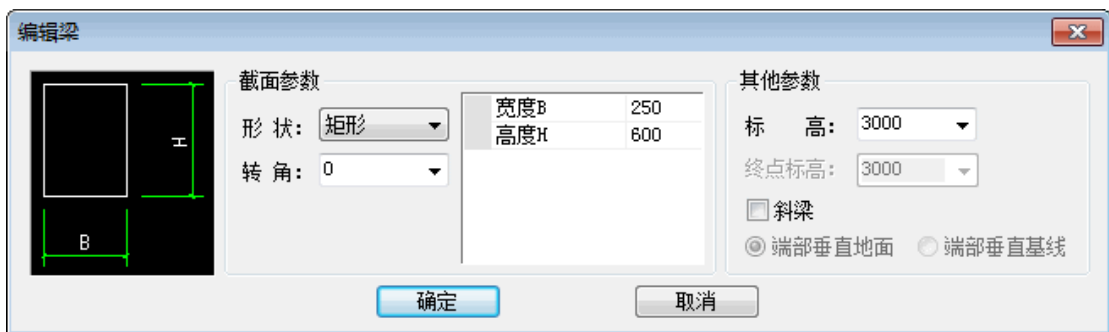 编辑梁
截面参数
形 状: 矩形
转 角: 0
宽度B 250
高度H 600
H
B
其他参数
标 高: 3000
终点标高: 3000
斜梁
端部垂直地面 端部垂直基线
确定 取消